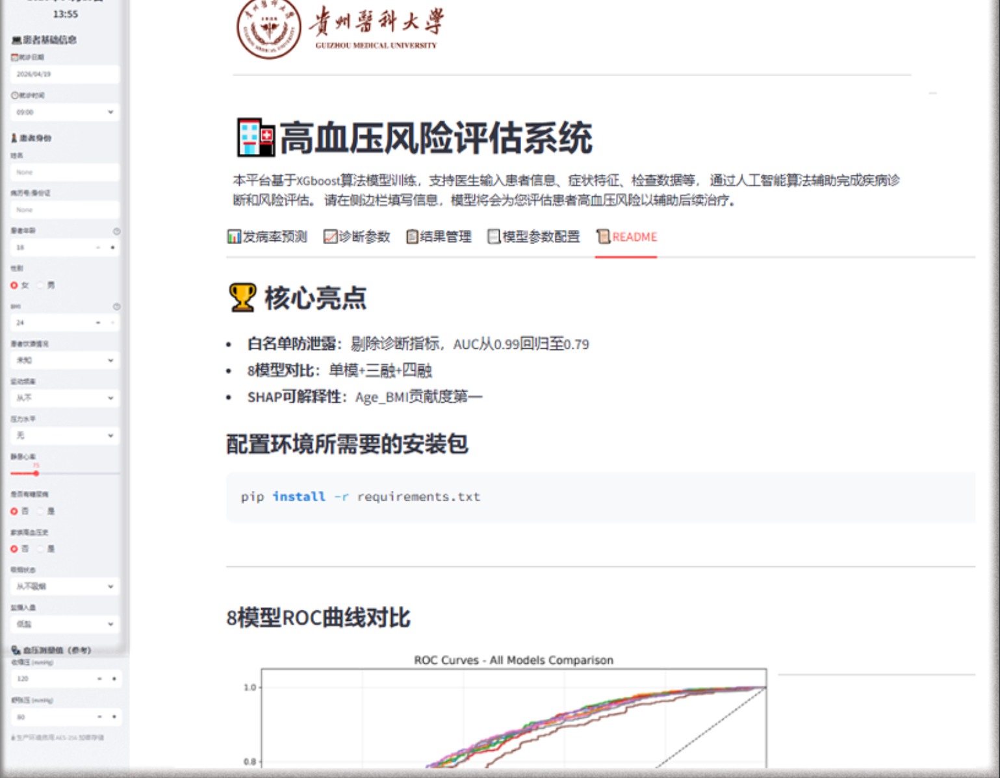 13:55
患者基础信息
就诊日期
2026/04/19
就诊时间
09:00
患者身份
姓名
None
病历号/身份证
None
患者年龄
18
性别
女 男
BMI
24
患者饮酒情况
未知
运动频率
从不
压力水平
无
静息心率
75
是否有糖尿病
否 是
家族高血压史
否 是
吸烟状态
从不吸烟
盐摄入量
低盐
血压测量值（参考）
收缩压 (mmHg)
120
舒张压 (mmHg)
80
生产环境启用 AES-256 加密存储
貴州醫科大學
GUIZHOU MEDICAL UNIVERSITY
高血压风险评估系统
本平台基于XGboost算法模型训练，支持医生输入患者信息、症状特征、检查数据等， 通过人工智能算法辅助完成疾病诊
断和风险评估。 请在侧边栏填写信息，模型将会为您评估患者高血压风险以辅助后续治疗。
发病率预测 诊断参数 结果管理 模型参数配置 README
核心亮点
• 白名单防泄露：剔除诊断指标，AUC从0.99回归至0.79
• 8模型对比：单模+三融+四融
• SHAP可解释性：Age_BMI贡献度第一
配置环境所需要的安装包
pip install -r requirements.txt
8模型ROC曲线对比
ROC Curves - All Models Comparison
1.0
0.8